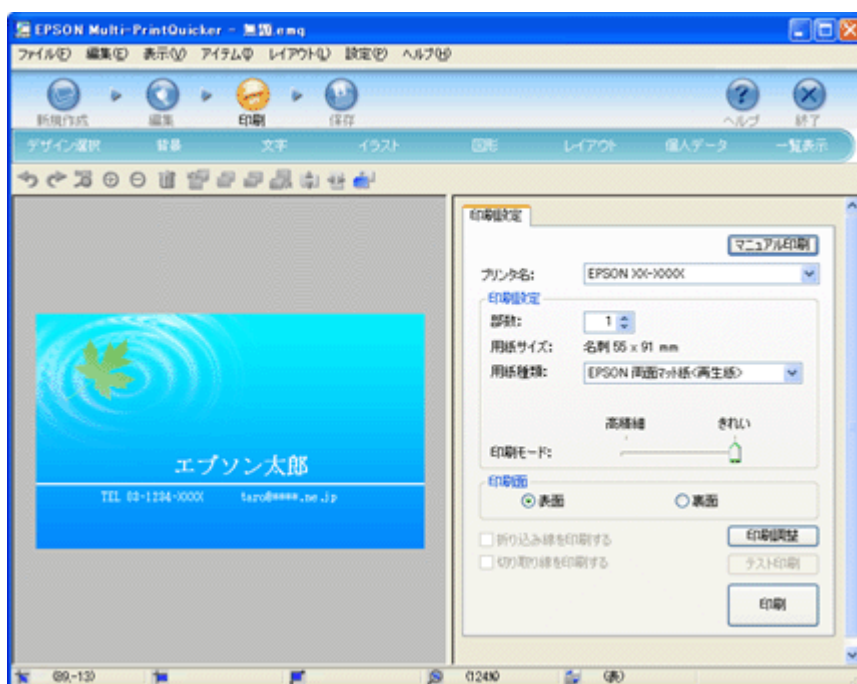 EPSON Multi-PrintQuicker - 無題.emq
ファイル(F) 編集(E) 表示(V) アイテム(I) レイアウト(L) 設定(P) ヘルプ(H)
新規作成 編集 印刷 保存 ヘルプ 終了
デザイン選択 背景 文字 イラスト 図形 レイアウト 個人データ 一覧表示
印刷設定
マニュアル印刷
プリンタ名: EPSON XX-XXXX
印刷設定
部数: 1
用紙サイズ: 名刺 55 x 91 mm
用紙種類: EPSON 両面マット紙<再生紙>
高精細 きれい
印刷モード:
印刷面
表面 裏面
折り込み線を印刷する 印刷調整
切り取り線を印刷する テスト印刷
印刷
エプソン太郎
TEL 03-1234-XXXX taro@****.ne.jp
(89,-13) (124%) (表)